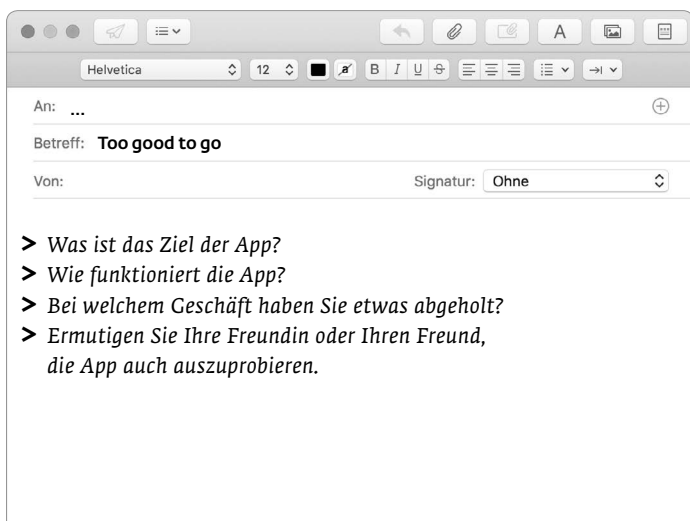 Helvetica 12 a B I U S
A
An: ...
Betreff: Too good to go
Von: Signatur: Ohne
> Was ist das Ziel der App?
> Wie funktioniert die App?
> Bei welchem Geschäft haben Sie etwas abgeholt?
> Ermutigen Sie Ihre Freundin oder Ihren Freund,
die App auch auszuprobieren.